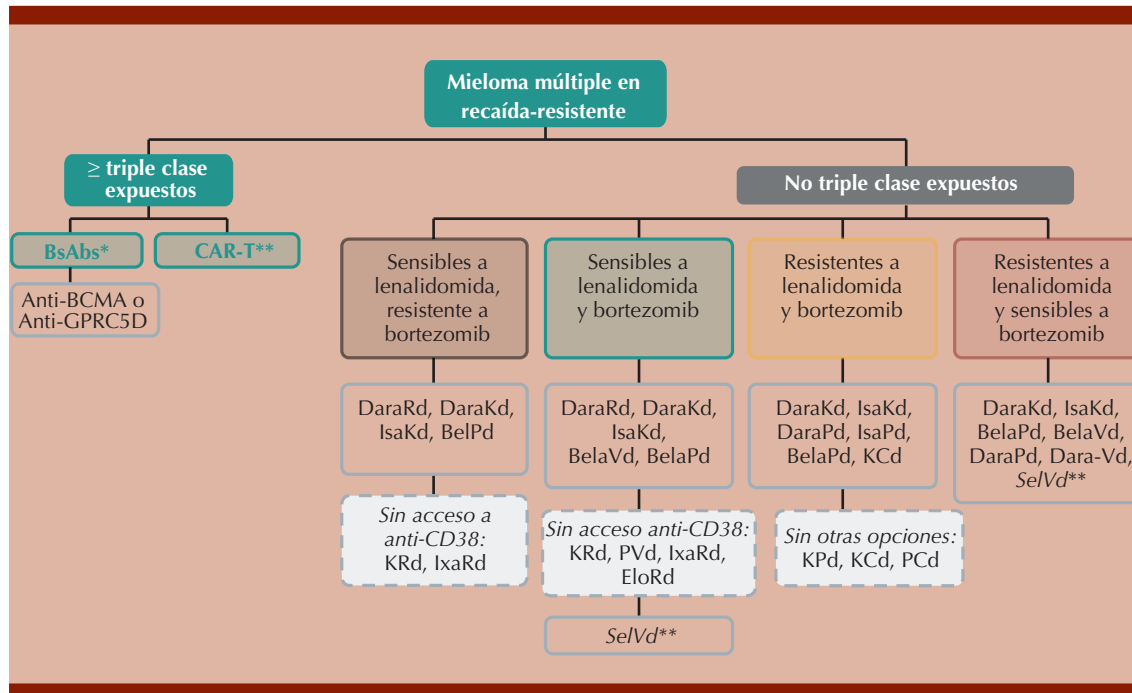 Mieloma múltiple en
recaída-resistente
≥ triple clase
expuestos
No triple clase expuestos
BsAbs*
CAR-T**
Anti-BCMA o
Anti-GPRC5D
Sensibles a
lenalidomida,
resistente a
bortezomib
Sensibles a
lenalidomida
y bortezomib
Resistentes a
lenalidomida
y bortezomib
Resistentes a
lenalidomida
y sensibles a
bortezomib
DaraRd, DaraKd,
IsaKd, BelPd
DaraRd, DaraKd,
IsaKd,
BelaVd, BelaPd
DaraKd, IsaKd,
DaraPd, IsaPd,
BelaPd, KCd
DaraKd, IsaKd,
BelaPd, BelaVd,
DaraPd, Dara-Vd,
SelVd**
Sin acceso a
anti-CD38:
KRd, IxaRd
Sin acceso anti-CD38:
KRd, PVd, IxaRd,
EloRd
Sin otras opciones:
KPd, KCd, PCd
SelVd**